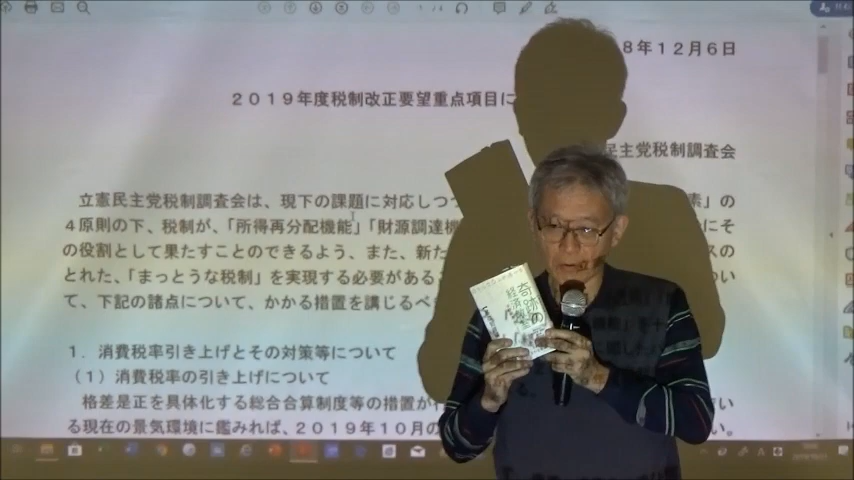 8年12月6日
2019年度税制改正要望重点項目に
民主党税制調査会
立憲民主党税制調査会は、現下の課題に対応しつつ 素」の
4原則の下、税制が、「所得再分配機能」「財源調達機 にそ
の役割として果たすことのできるよう、また、新た スの
とれた、「まっとうな税制」を実現する必要がある い
て、下記の諸点について、かかる措置を講じるべき
1.消費税率引き上げとその対策等について
(1)消費税率の引き上げについて
格差是正を具体化する総合合算制度等の措置が い
る現在の景気環境に鑑みれば、2019年10月の い。
奇跡の
経済教室